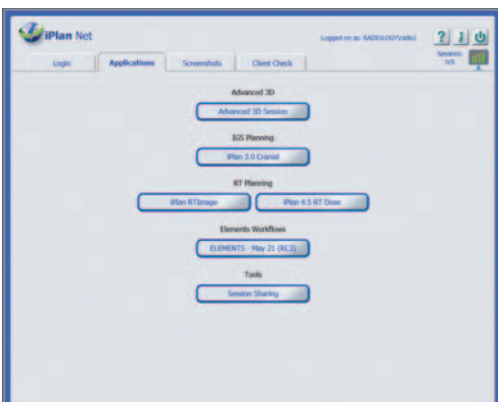 iPlan Net
Logged on as: RADIOLOGY\radio1
? i
Login Applications Screenshots Client Check
Sessions:
0/5
Advanced 3D
Advanced 3D Session
IGS Planning
iPlan 3.0 Cranial
RT Planning
iPlan RTImage iPlan 4.5 RT Dose
Elements Workflows
ELEMENTS - May 21 (RC3)
Tools
Session Sharing